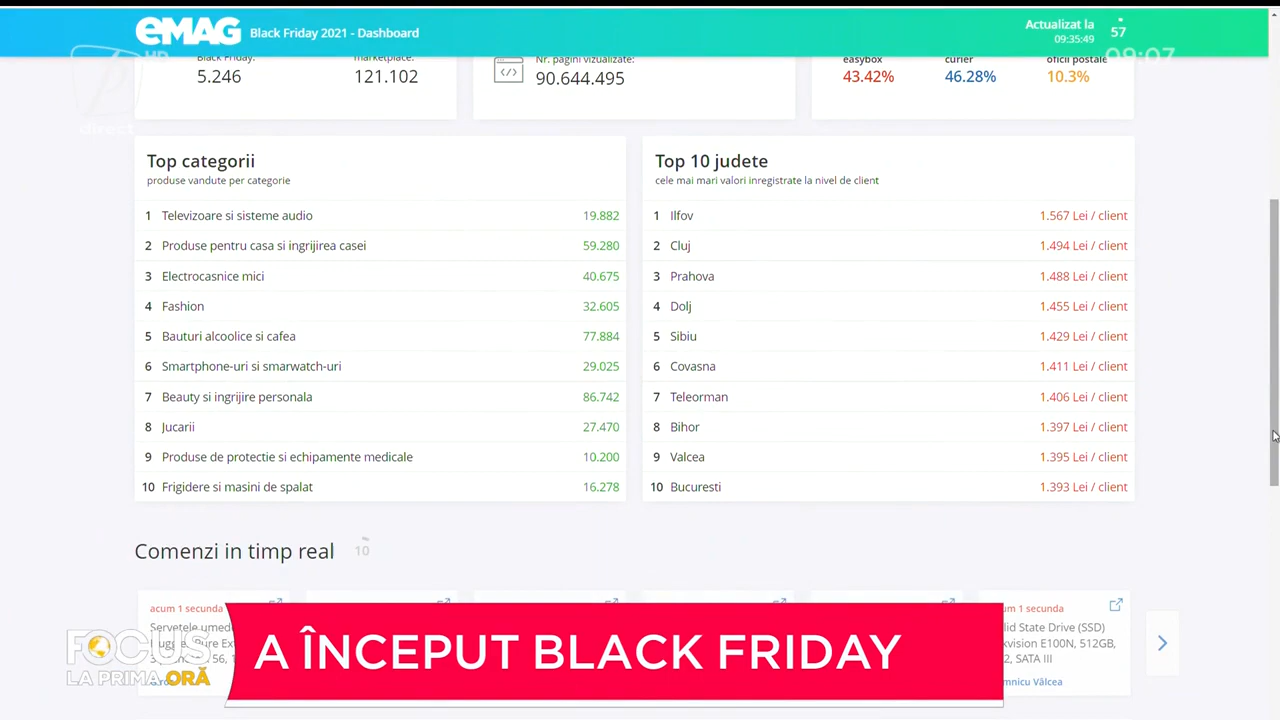 eMAG Black Friday 2021 - Dashboard
Actualizat la
09:35:49
57
HD
09:07
direct
Black Friday:
5.246
marketplace:
121.102
Nr. pagini vizualizate:
90.644.495
easybox
43.42%
curier
46.28%
oficii postale
10.3%
Top categorii
produse vandute per categorie
1 Televizoare si sisteme audio 19.882
2 Produse pentru casa si ingrijirea casei 59.280
3 Electrocasnice mici 40.675
4 Fashion 32.605
5 Bauturi alcoolice si cafea 77.884
6 Smartphone-uri si smarwatch-uri 29.025
7 Beauty si ingrijire personala 86.742
8 Jucarii 27.470
9 Produse de protectie si echipamente medicale 10.200
10 Frigidere si masini de spalat 16.278
Top 10 judete
cele mai mari valori inregistrate la nivel de client
1 Ilfov 1.567 Lei / client
2 Cluj 1.494 Lei / client
3 Prahova 1.488 Lei / client
4 Dolj 1.455 Lei / client
5 Sibiu 1.429 Lei / client
6 Covasna 1.411 Lei / client
7 Teleorman 1.406 Lei / client
8 Bihor 1.397 Lei / client
9 Valcea 1.395 Lei / client
10 Bucuresti 1.393 Lei / client
Comenzi in timp real 10
acum 1 secunda
Servetele umed
1 secunda
State Drive (SSD)
E100N, 512GB,
SATA III
Vâlcea
FOCUS
LA PRIMA ORĂ
A ÎNCEPUT BLACK FRIDAY